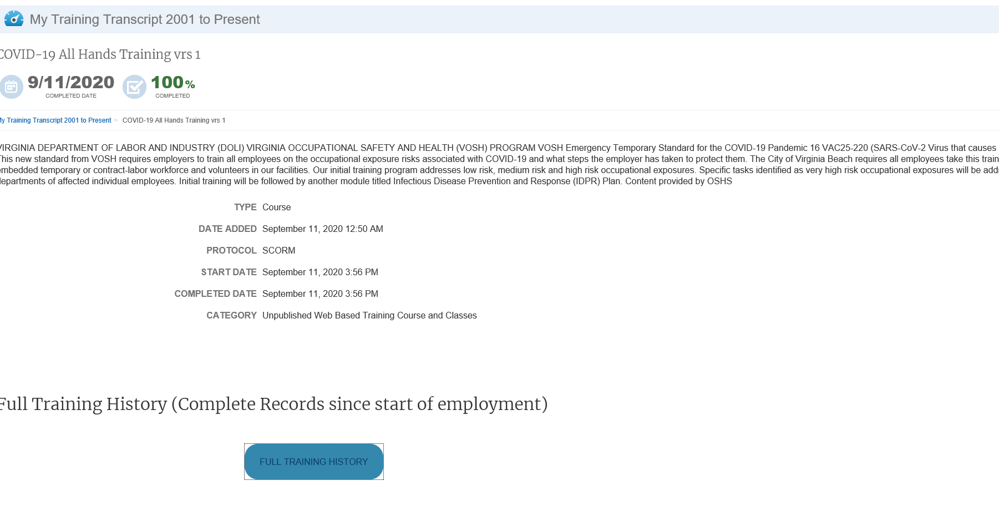 My Training Transcript 2001 to Present
COVID-19 All Hands Training vrs 1
9/11/2020 100%
COMPLETED DATE COMPLETED
My Training Transcript 2001 to Present > COVID-19 All Hands Training vrs 1
VIRGINIA DEPARTMENT OF LABOR AND INDUSTRY (DOLI) VIRGINIA OCCUPATIONAL SAFETY AND HEALTH (VOSH) PROGRAM VOSH Emergency Temporary Standard for the COVID-19 Pandemic 16 VAC25-220 (SARS-CoV-2 Virus that causes
This new standard from VOSH requires employers to train all employees on the occupational exposure risks associated with COVID-19 and what steps the employer has taken to protect them. The City of Virginia Beach requires all employees take this train
embedded temporary or contract-labor workforce and volunteers in our facilities. Our initial training program addresses low risk, medium risk and high risk occupational exposures. Specific tasks identified as very high risk occupational exposures will be add
departments of affected individual employees. Initial training will be followed by another module titled Infectious Disease Prevention and Response (IDPR) Plan. Content provided by OSHS
TYPE Course
DATE ADDED September 11, 2020 12:50 AM
PROTOCOL SCORM
START DATE September 11, 2020 3:56 PM
COMPLETED DATE September 11, 2020 3:56 PM
CATEGORY Unpublished Web Based Training Course and Classes
Full Training History (Complete Records since start of employment)
FULL TRAINING HISTORY